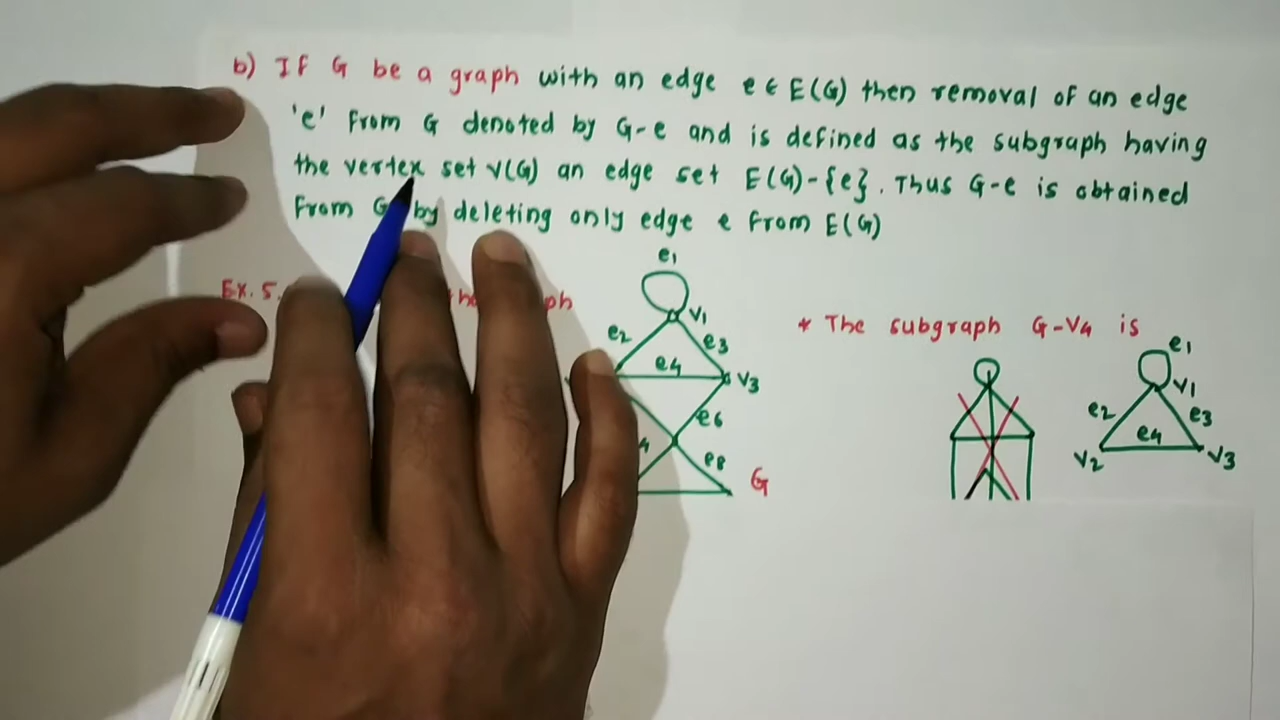 b) If G be a graph with an edge e ∈ E(G) then removal of an edge
'e' from G denoted by G-e and is defined as the subgraph having
the vertex set V(G) an edge set E(G)-{e}. Thus G-e is obtained
From G by deleting only edge e from E(G)
Ex. 5.
* The subgraph G-V4 is
e1
V1
e2
e3
e4
V3
e6
e8
G
e1
V1
e2
e3
e4
V2
V3